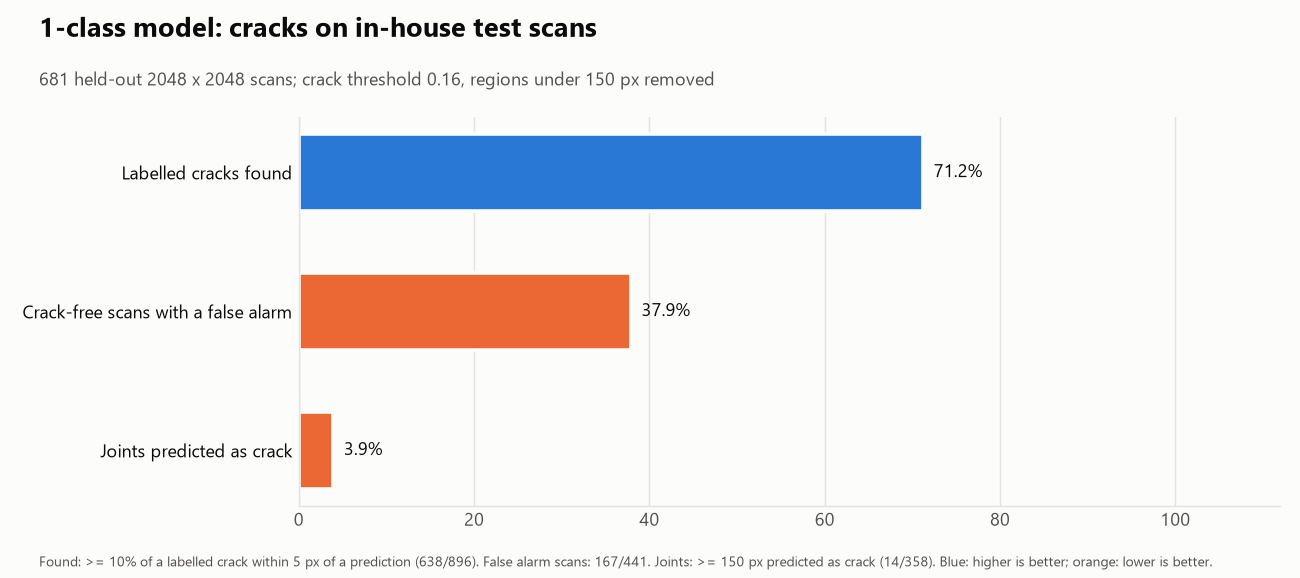 1-class model: cracks on in-house test scans
681 held-out 2048 x 2048 scans; crack threshold 0.16, regions under 150 px removed
Labelled cracks found
71.2%
Crack-free scans with a false alarm
37.9%
Joints predicted as crack
3.9%
0 20 40 60 80 100
Found: >= 10% of a labelled crack within 5 px of a prediction (638/896). False alarm scans: 167/441. Joints: >= 150 px predicted as crack (14/358). Blue: higher is better; orange: lower is better.